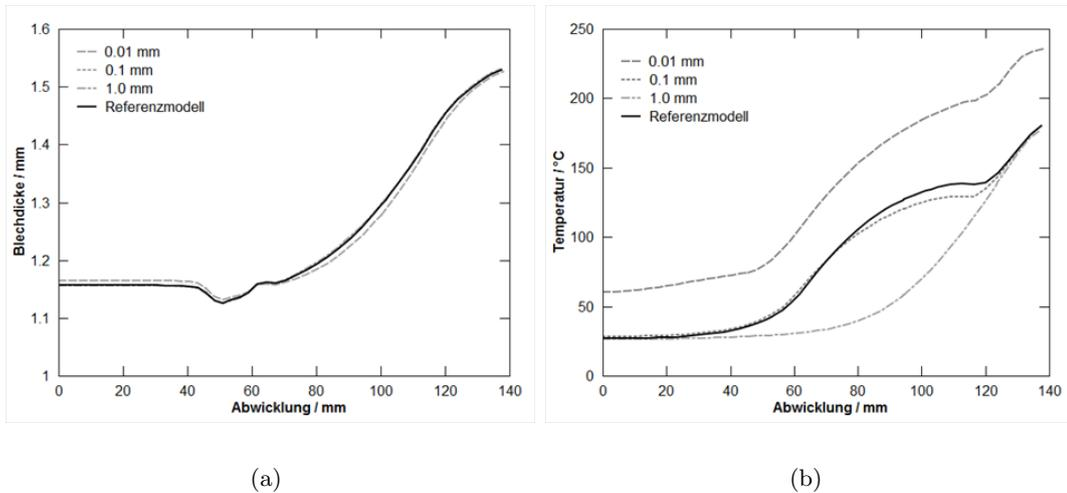 1.6
1.5
1.4
1.3
1.2
1.1
1
Blechdicke / mm
0.01 mm
0.1 mm
1.0 mm
Referenzmodell
0 20 40 60 80 100 120 140
Abwicklung / mm
250
200
150
100
50
0
Temperatur / °C
0.01 mm
0.1 mm
1.0 mm
Referenzmodell
0 20 40 60 80 100 120 140
Abwicklung / mm
(a)
(b)